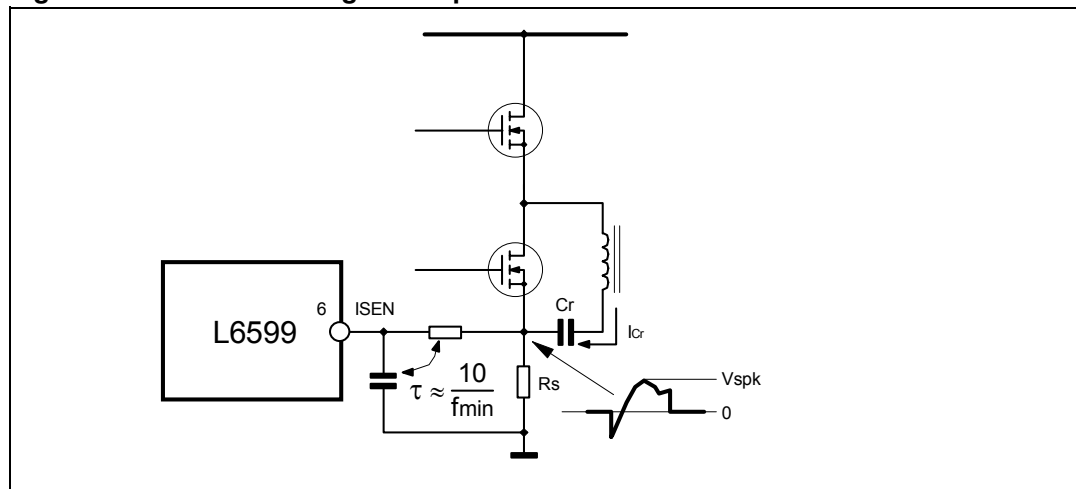 6 ISEN
L6599
Cr
ICr
τ ≈ 10/fmin
Rs
Vspk
0